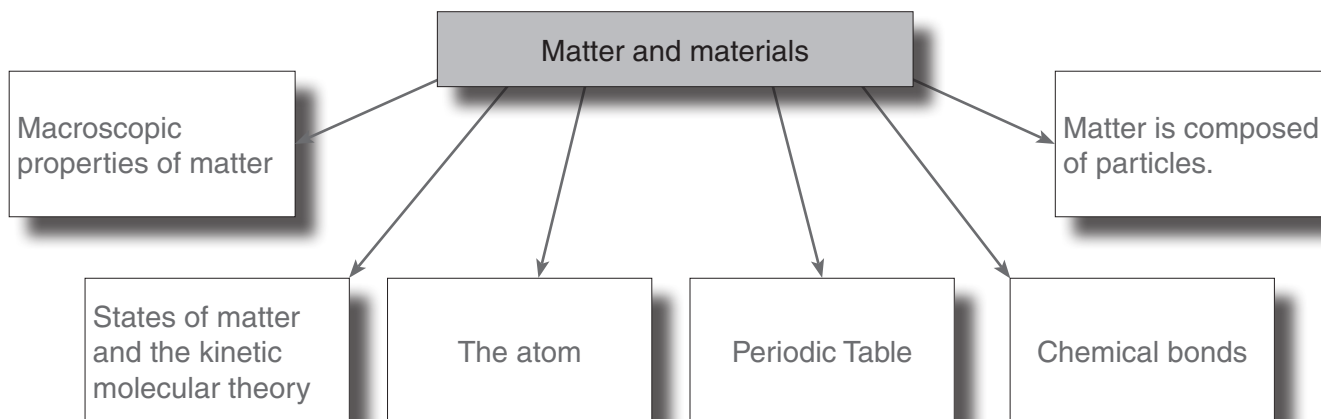 Matter and materials
Macroscopic
properties of matter
Matter is composed
of particles.
States of matter
and the kinetic
molecular theory
The atom
Periodic Table
Chemical bonds